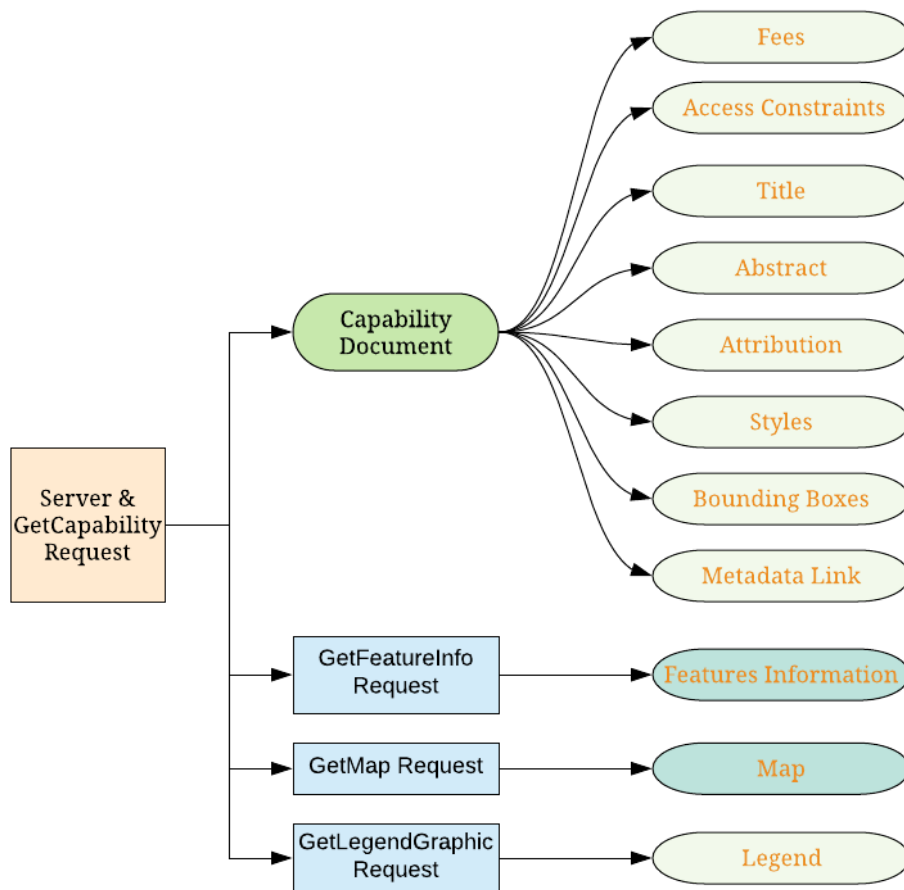 Fees
Access Constraints
Title
Abstract
Capability
Document
Attribution
Styles
Server &
GetCapability
Request
Bounding Boxes
Metadata Link
GetFeatureInfo
Request
Features Information
GetMap Request
Map
GetLegendGraphic
Request
Legend